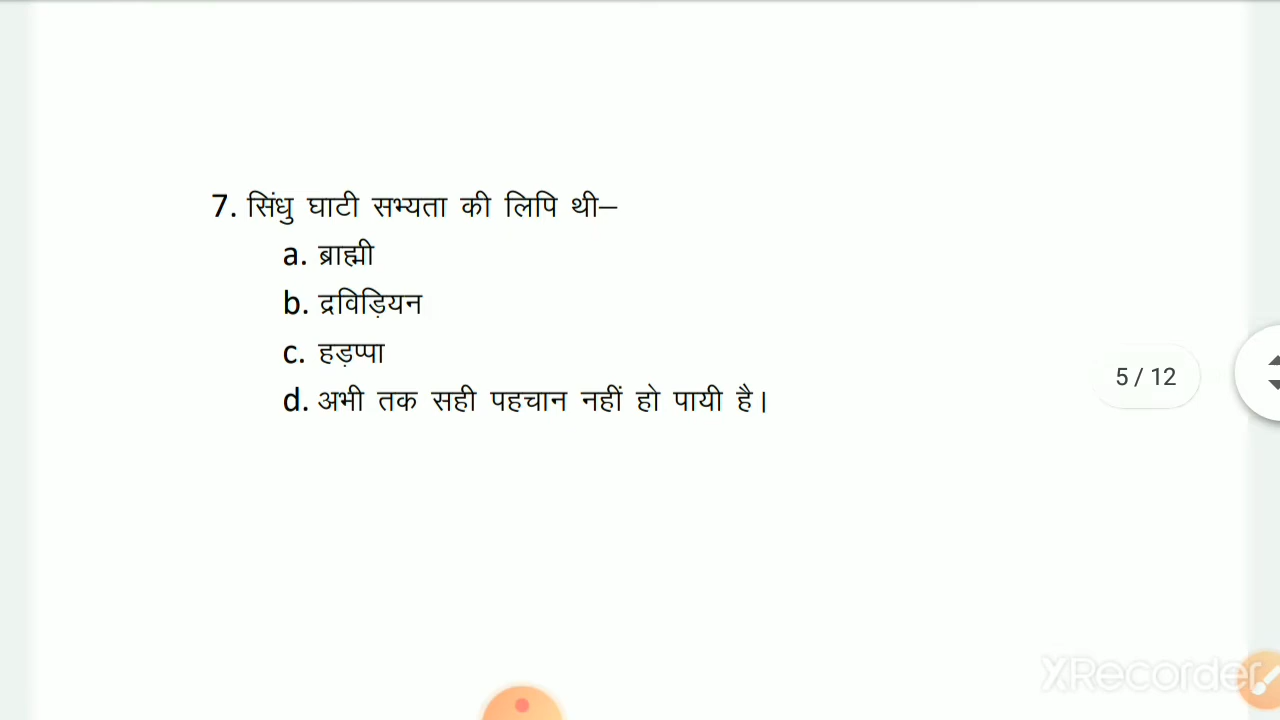 7. सिंधु घाटी सभ्यता की लिपि थी–
a. ब्राह्मी
b. द्रविड़ियन
c. हड़प्पा
d. अभी तक सही पहचान नहीं हो पायी है।
5 / 12
XRecorder